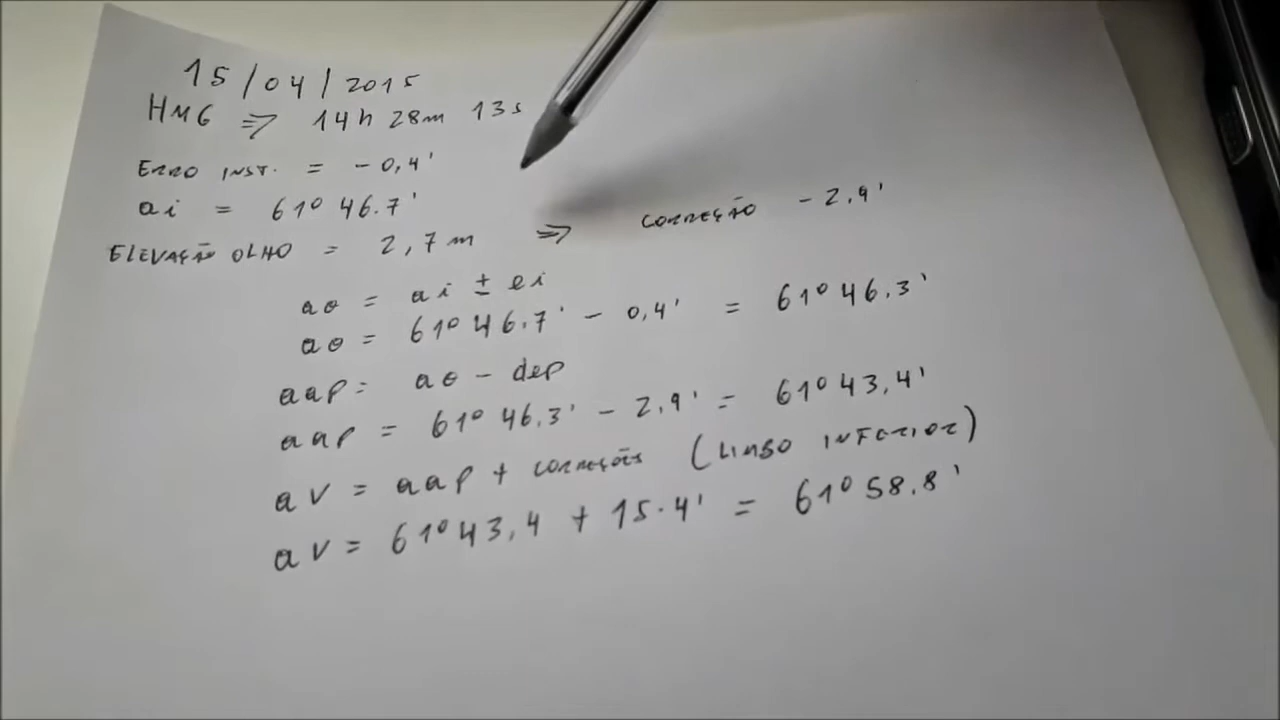 15/04/2015
HMG ⇒ 14h 28m 13s
ERRO INST. = -0,4'
ai = 61° 46.7'
ELEVAÇÃO OLHO = 2,7m ⇒ CORREÇÃO -2.9'
ao = ai ± ei
ao = 61° 46.7' - 0,4' = 61° 46.3'
aap = ao - dep
aap = 61° 46.3' - 2.9' = 61° 43,4'
av = aap + correções (LIMBO INFERIOR)
av = 61° 43,4 + 15.4' = 61° 58.8'